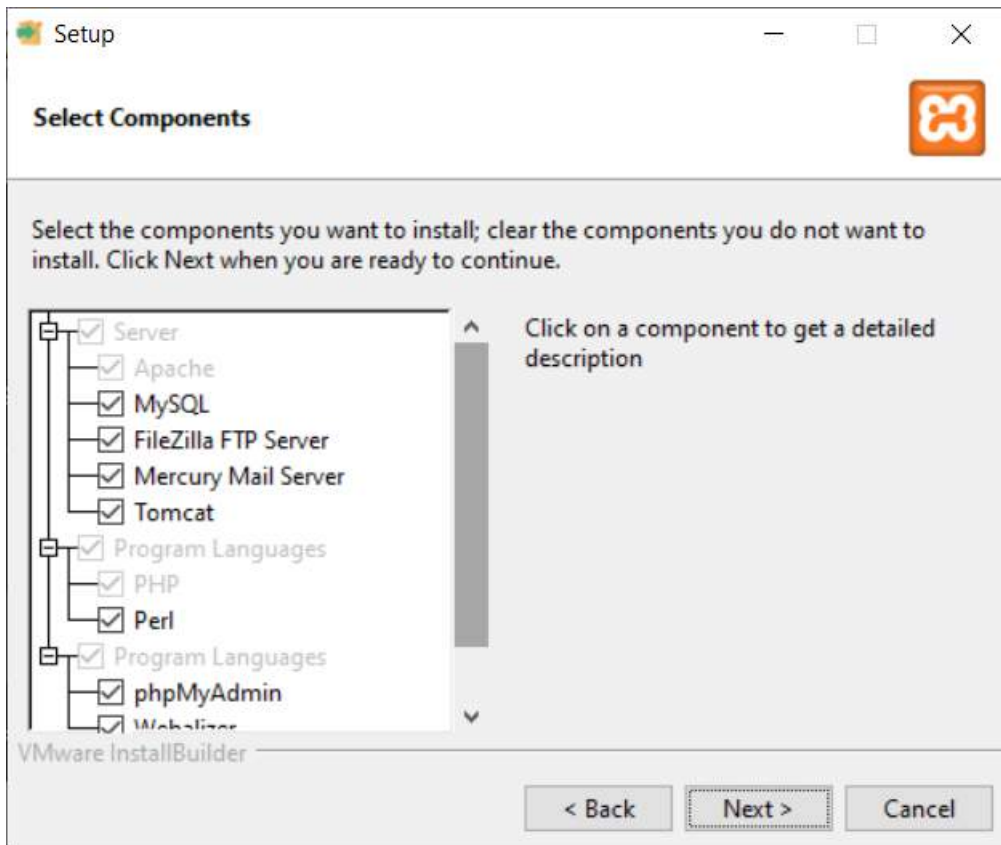 Setup
Select Components
Select the components you want to install; clear the components you do not want to
install. Click Next when you are ready to continue.
Server
Apache
MySQL
FileZilla FTP Server
Mercury Mail Server
Tomcat
Program Languages
PHP
Perl
Program Languages
phpMyAdmin
Webalizer
Click on a component to get a detailed
description
VMware InstallBuilder
< Back
Next >
Cancel